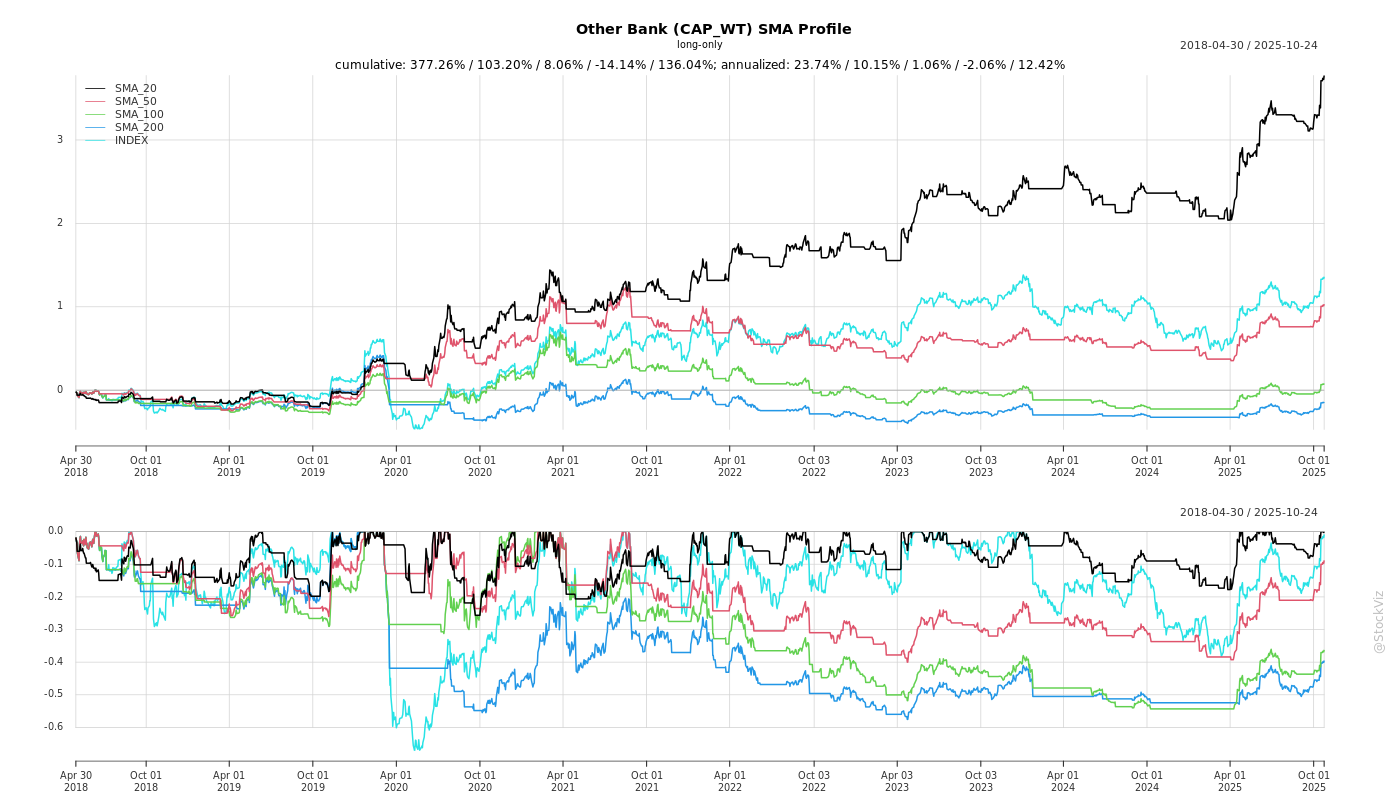 Other Bank (CAP_WT) SMA Profile
long-only
2018-04-30 / 2025-10-24
cumulative: 377.26% / 103.20% / 8.06% / -14.14% / 136.04%; annualized: 23.74% / 10.15% / 1.06% / -2.06% / 12.42%
SMA_20
SMA_50
SMA_100
SMA_200
INDEX
3
2
1
0
Apr 30 Oct 01 Apr 01 Oct 01 Apr 01 Oct 01 Apr 01 Oct 01 Apr 01 Oct 03 Apr 03 Oct 03 Apr 01 Oct 01 Apr 01 Oct 01
2018 2018 2019 2019 2020 2020 2021 2021 2022 2022 2023 2023 2024 2024 2025 2025
2018-04-30 / 2025-10-24
0.0
-0.1
-0.2
-0.3
-0.4
-0.5
-0.6
Apr 30 Oct 01 Apr 01 Oct 01 Apr 01 Oct 01 Apr 01 Oct 01 Apr 01 Oct 03 Apr 03 Oct 03 Apr 01 Oct 01 Apr 01 Oct 01
2018 2018 2019 2019 2020 2020 2021 2021 2022 2022 2023 2023 2024 2024 2025 2025
@StockViz